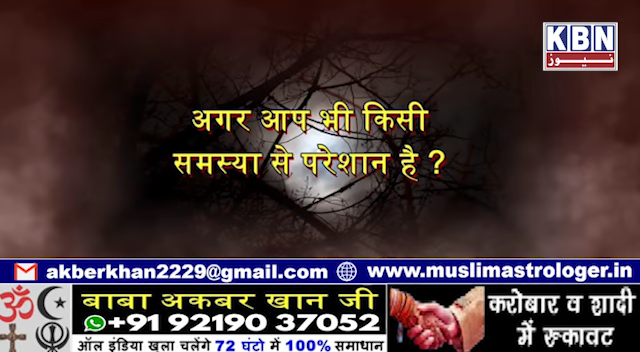 KBN
نیوز
अगर आप भी किसी
समस्या से परेशान है ?
akberkhan2229@gmail.com www.muslimastrologer.in
बाबा अकबर खान जी
+91 92190 37052
ऑल इंडिया खुला चलेंगे 72 घंटो में 100% समाधान
करोबार व शादी
में रूकावट